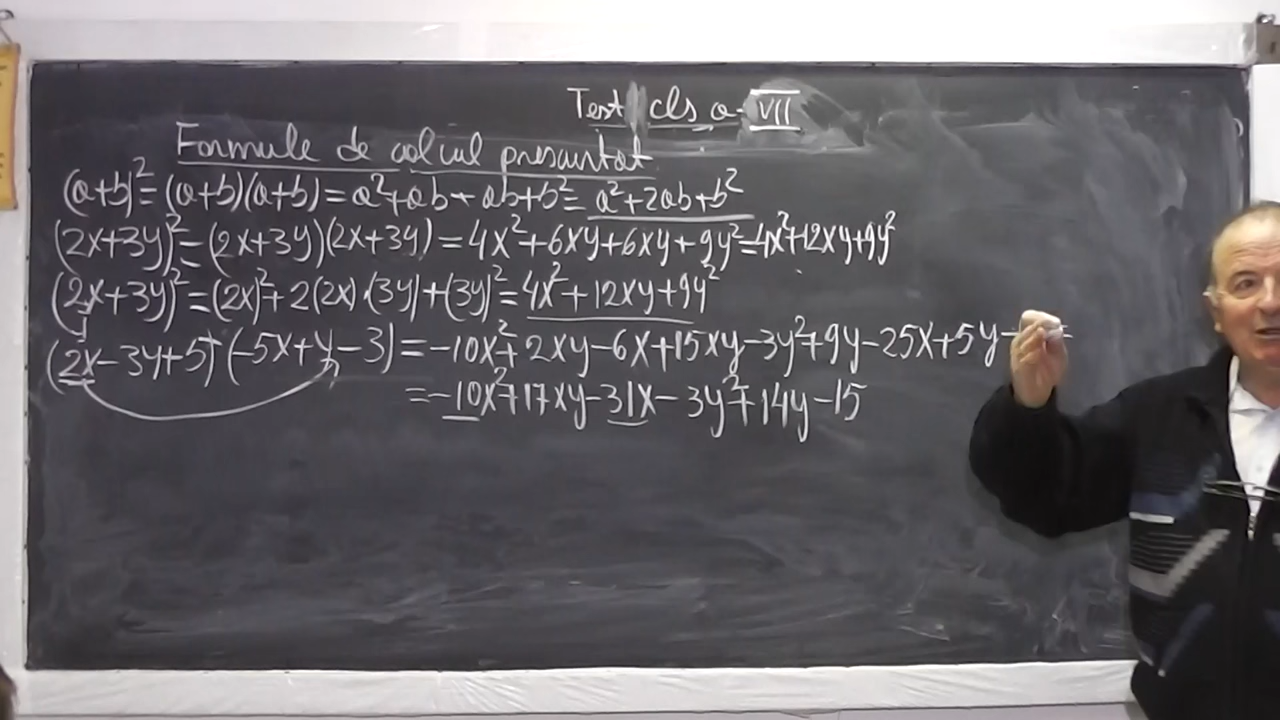 Test cls a- VII
Formule de calcul prescurtat
(a+b)²=(a+b)(a+b)=a²+ab+ab+b²=a²+2ab+b²
(2x+3y)²=(2x+3y)(2x+3y)=4x²+6xy+6xy+9y²=4x²+12xy+9y²
(2x+3y)²=(2x)²+2(2x)·(3y)+(3y)²=4x²+12xy+9y²
(2x-3y+5)·(-5x+y-3)=-10x²+2xy-6x+15xy-3y²+9y-25x+5y-
=-10x²+17xy-31x-3y²+14y-15